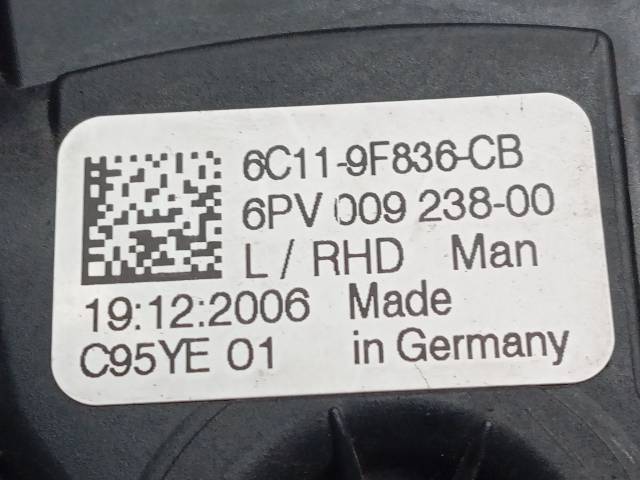 6C11-9F836-CB
6PV 009 238-00
L / RHD Man
19:12:2006 Made
C95YE 01 in Germany